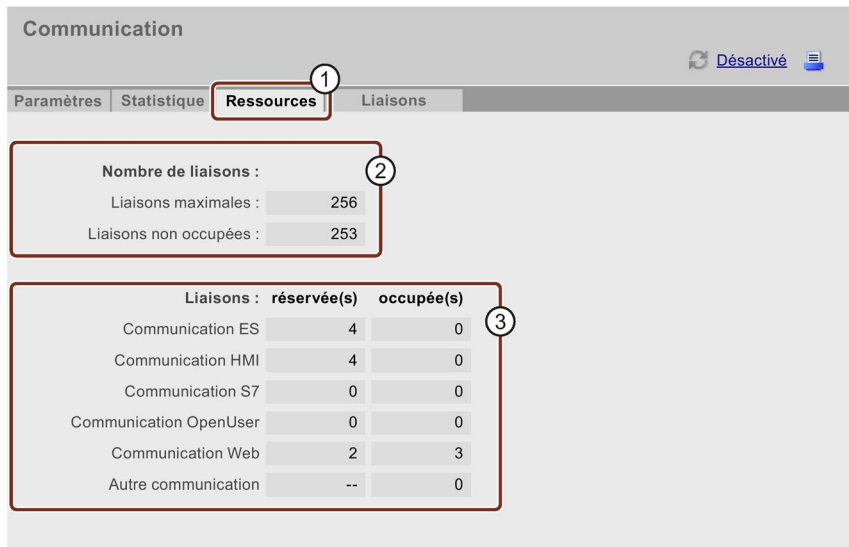 Communication
Désactivé
1
Paramètres Statistique Ressources Liaisons
2
Nombre de liaisons :
Liaisons maximales : 256
Liaisons non occupées : 253
3
Liaisons : réservée(s) occupée(s)
Communication ES 4 0
Communication HMI 4 0
Communication S7 0 0
Communication OpenUser 0 0
Communication Web 2 3
Autre communication -- 0